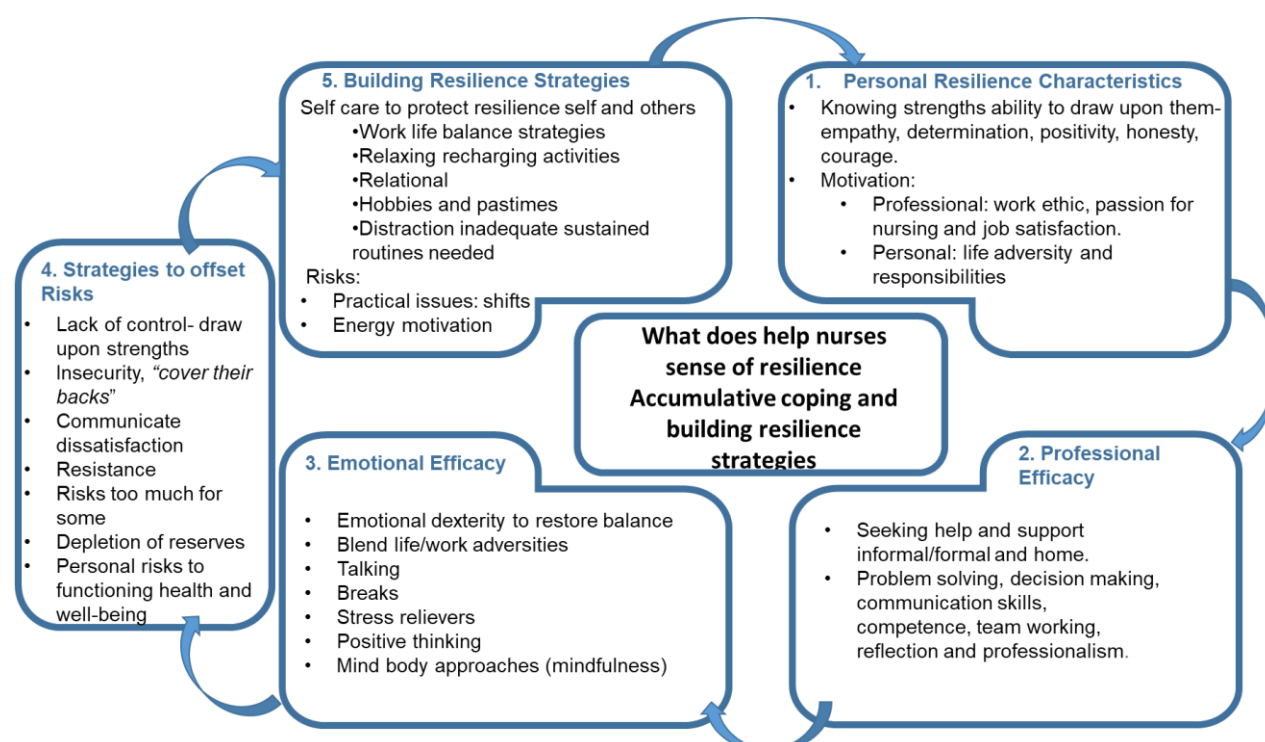 5. Building Resilience Strategies
Self care to protect resilience self and others
•Work life balance strategies
•Relaxing recharging activities
•Relational
•Hobbies and pastimes
•Distraction inadequate sustained
routines needed
Risks:
• Practical issues: shifts
• Energy motivation
1. Personal Resilience Characteristics
• Knowing strengths ability to draw upon them-
empathy, determination, positivity, honesty,
courage.
• Motivation:
• Professional: work ethic, passion for
nursing and job satisfaction.
• Personal: life adversity and
responsibilities
4. Strategies to offset
Risks
• Lack of control- draw
upon strengths
• Insecurity, “cover their
backs”
• Communicate
dissatisfaction
• Resistance
• Risks too much for
some
• Depletion of reserves
• Personal risks to
functioning health and
well-being
What does help nurses
sense of resilience
Accumulative coping and
building resilience
strategies
3. Emotional Efficacy
• Emotional dexterity to restore balance
• Blend life/work adversities
• Talking
• Breaks
• Stress relievers
• Positive thinking
• Mind body approaches (mindfulness)
2. Professional
Efficacy
• Seeking help and support
informal/formal and home.
• Problem solving, decision making,
communication skills,
competence, team working,
reflection and professionalism.